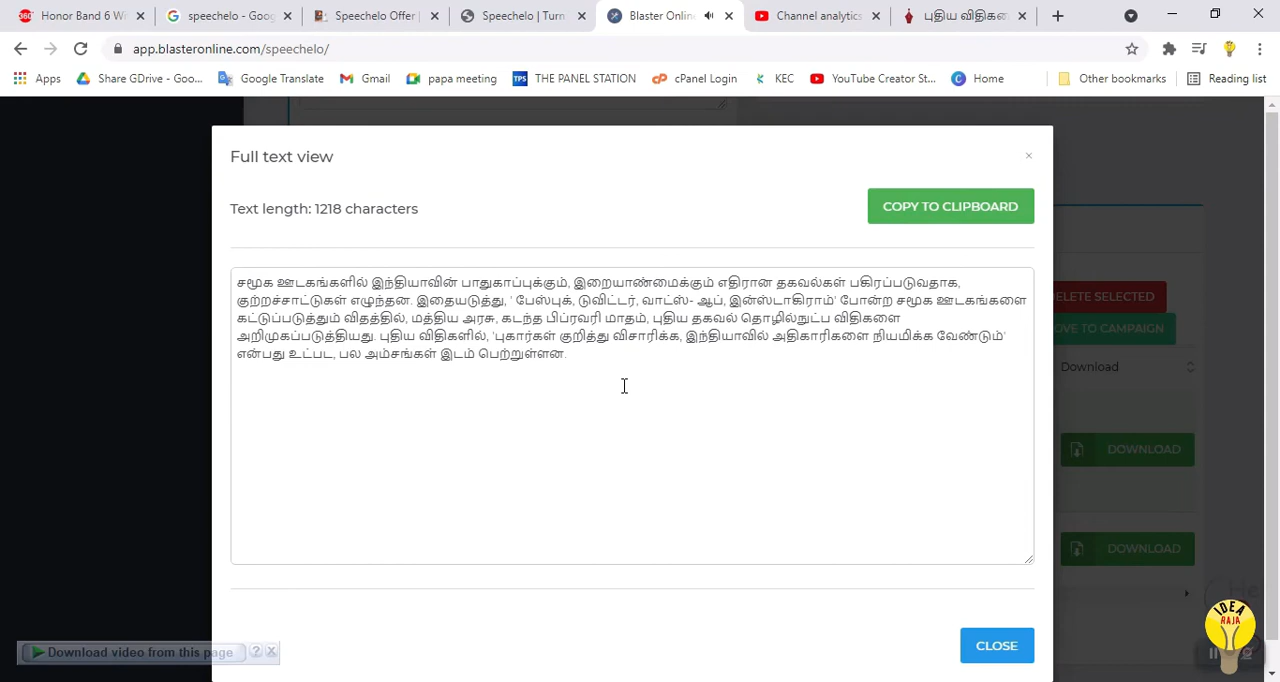 Honor Band 6 Wi
speechelo - Goog
Speechelo Offer
Speechelo | Turn
Blaster Onlin
Channel analytics
புதிய விதிகள
app.blasteronline.com/speechelo/
Apps
Share GDrive - Goo...
Google Translate
Gmail
papa meeting
TPS
THE PANEL STATION
cPanel Login
KEC
YouTube Creator St...
Home
Other bookmarks
Reading list
Full text view
×
Text length: 1218 characters
COPY TO CLIPBOARD
சமூக ஊடகங்களில் இந்தியாவின் பாதுகாப்புக்கும், இறையாண்மைக்கும் எதிரான தகவல்கள் பகிரப்படுவதாக,
குற்றச்சாட்டுகள் எழுந்தன. இதையடுத்து, ' பேஸ்புக், டுவிட்டர், வாட்ஸ்- ஆப், இன்ஸ்டாகிராம்' போன்ற சமூக ஊடகங்களை
கட்டுப்படுத்தும் விதத்தில், மத்திய அரசு, கடந்த பிப்ரவரி மாதம், புதிய தகவல் தொழில்நுட்ப விதிகளை
அறிமுகப்படுத்தியது. புதிய விதிகளில், 'புகார்கள் குறித்து விசாரிக்க, இந்தியாவில் அதிகாரிகளை நியமிக்க வேண்டும்'
என்பது உட்பட, பல அம்சங்கள் இடம் பெற்றுள்ளன.
ELETE SELECTED
OVE TO CAMPAIGN
Download
DOWNLOAD
DOWNLOAD
CLOSE
Download video from this page
?
IDEA
RAJA